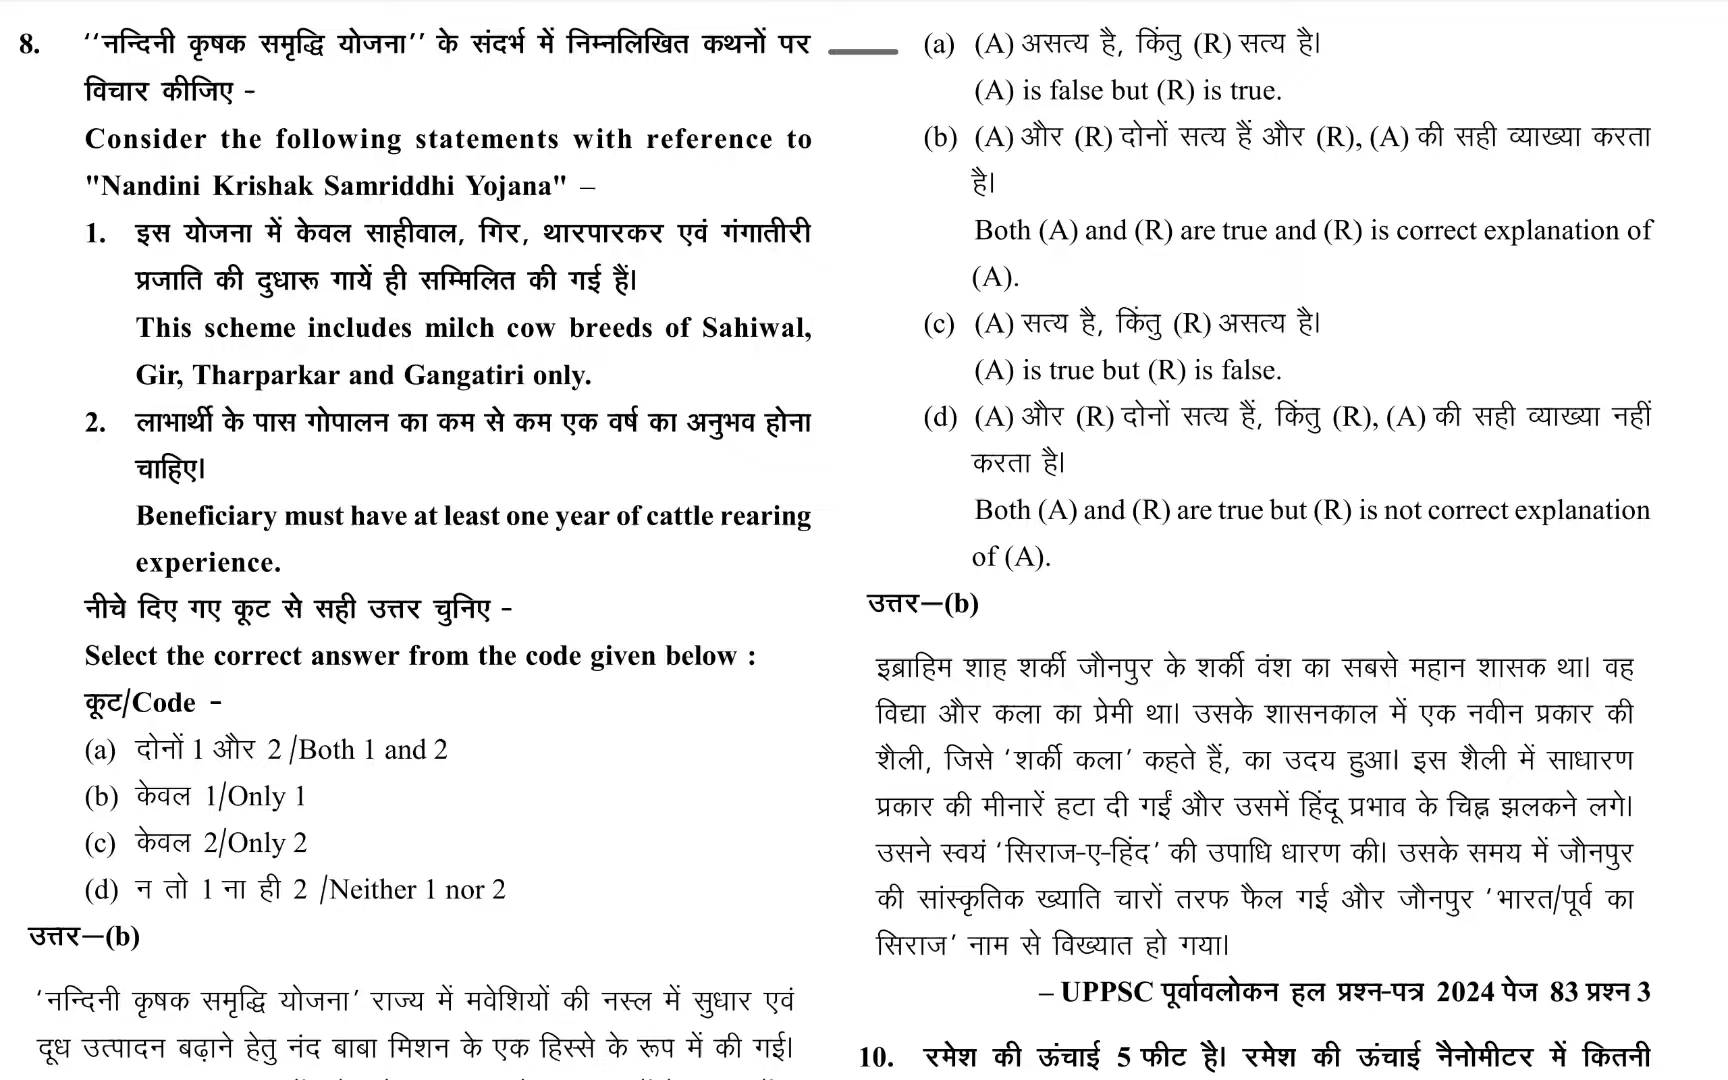 8. ‘‘नन्दिनी कृषक समृद्धि योजना’’ के संदर्भ में निम्नलिखित कथनों पर
विचार कीजिए -
Consider the following statements with reference to
"Nandini Krishak Samriddhi Yojana" –
1. इस योजना में केवल साहीवाल, गिर, थारपारकर एवं गंगातीरी
प्रजाति की दुधारू गायें ही सम्मिलित की गई हैं।
This scheme includes milch cow breeds of Sahiwal,
Gir, Tharparkar and Gangatiri only.
2. लाभार्थी के पास गोपालन का कम से कम एक वर्ष का अनुभव होना
चाहिए।
Beneficiary must have at least one year of cattle rearing
experience.
नीचे दिए गए कूट से सही उत्तर चुनिए -
Select the correct answer from the code given below :
कूट/Code -
(a) दोनों 1 और 2 /Both 1 and 2
(b) केवल 1/Only 1
(c) केवल 2/Only 2
(d) न तो 1 ना ही 2 /Neither 1 nor 2
उत्तर—(b)
‘नन्दिनी कृषक समृद्धि योजना’ राज्य में मवेशियों की नस्ल में सुधार एवं
दूध उत्पादन बढ़ाने हेतु नंद बाबा मिशन के एक हिस्से के रूप में की गई।
(a) (A) असत्य है, किंतु (R) सत्य है।
(A) is false but (R) is true.
(b) (A) और (R) दोनों सत्य हैं और (R), (A) की सही व्याख्या करता
है।
Both (A) and (R) are true and (R) is correct explanation of
(A).
(c) (A) सत्य है, किंतु (R) असत्य है।
(A) is true but (R) is false.
(d) (A) और (R) दोनों सत्य हैं, किंतु (R), (A) की सही व्याख्या नहीं
करता है।
Both (A) and (R) are true but (R) is not correct explanation
of (A).
उत्तर—(b)
इब्राहिम शाह शर्की जौनपुर के शर्की वंश का सबसे महान शासक था। वह
विद्या और कला का प्रेमी था। उसके शासनकाल में एक नवीन प्रकार की
शैली, जिसे ‘शर्की कला’ कहते हैं, का उदय हुआ। इस शैली में साधारण
प्रकार की मीनारें हटा दी गईं और उसमें हिंदू प्रभाव के चिह्न झलकने लगे।
उसने स्वयं ‘सिराज-ए-हिंद’ की उपाधि धारण की। उसके समय में जौनपुर
की सांस्कृतिक ख्याति चारों तरफ फैल गई और जौनपुर ‘भारत/पूर्व का
सिराज’ नाम से विख्यात हो गया।
– UPPSC पूर्वावलोकन हल प्रश्न-पत्र 2024 पेज 83 प्रश्न 3
10. रमेश की ऊंचाई 5 फीट है। रमेश की ऊंचाई नैनोमीटर में कितनी